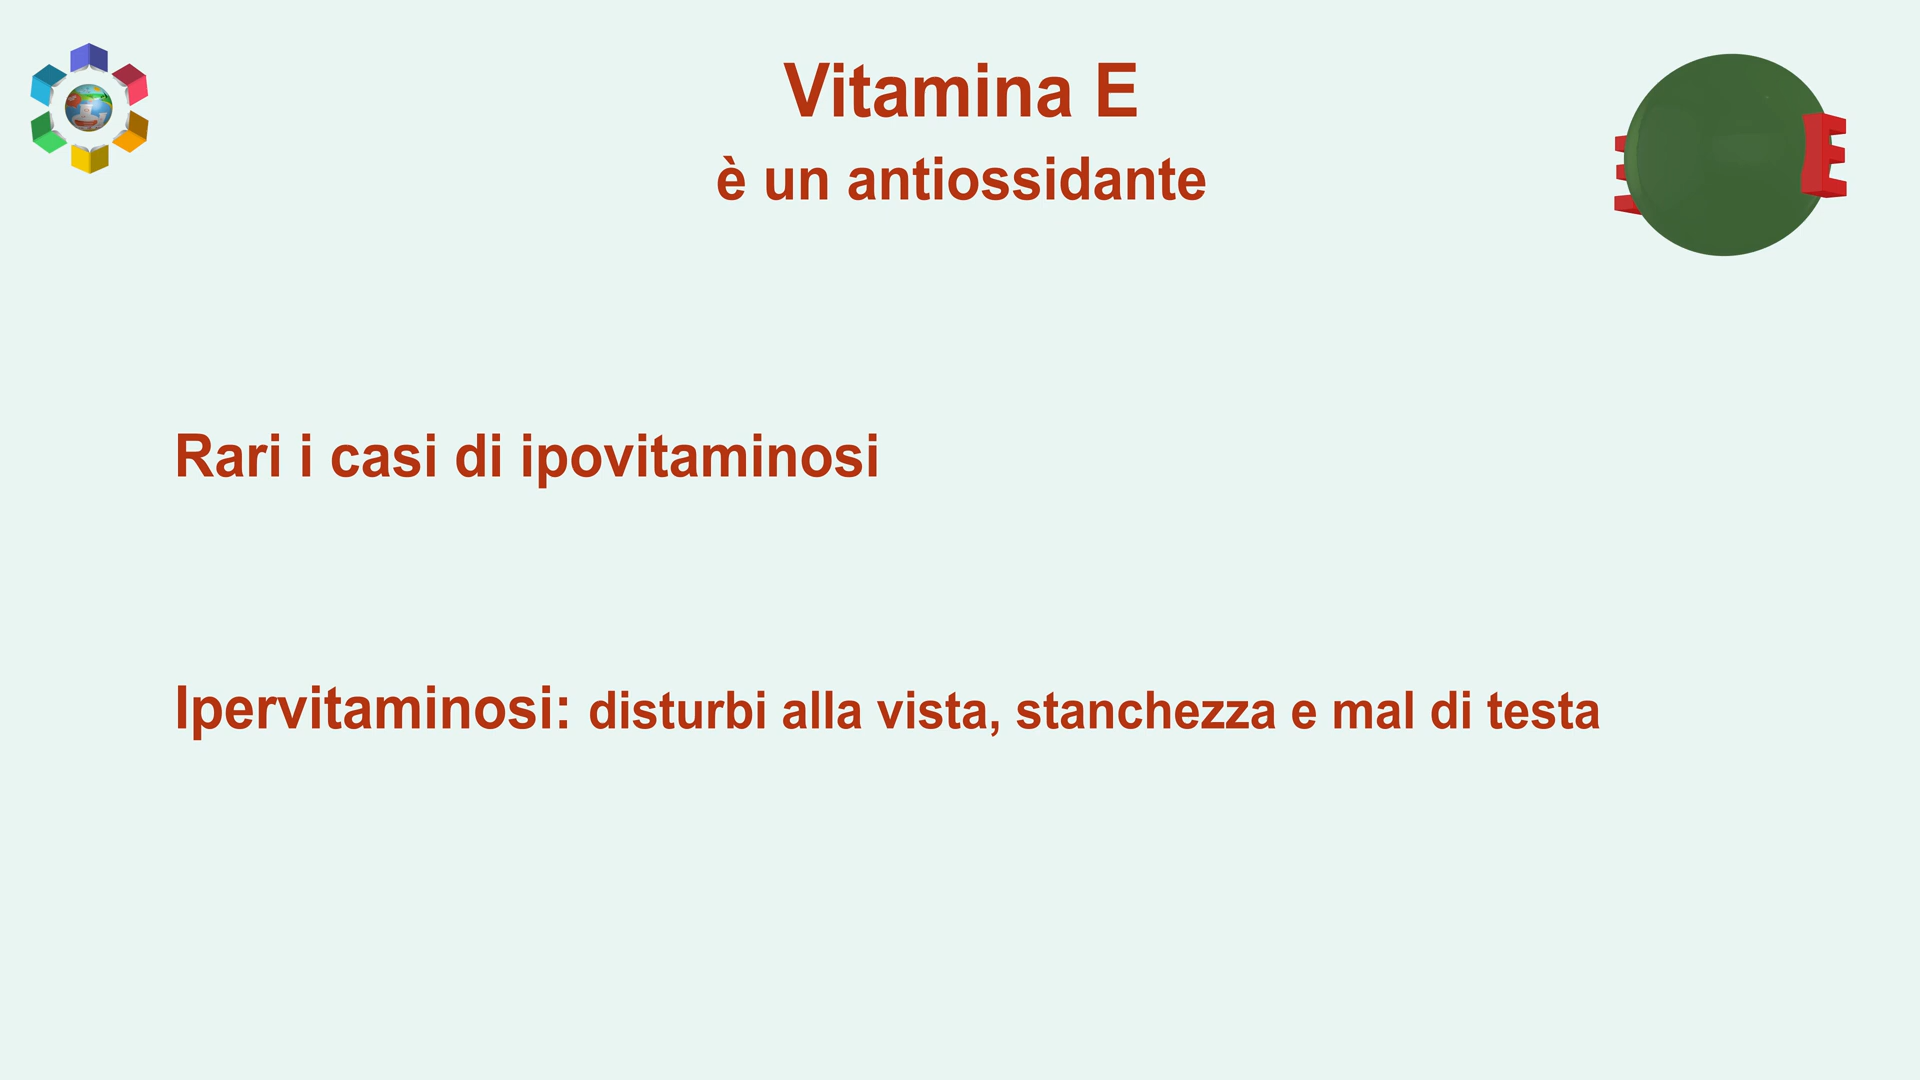 Vitamina E
è un antiossidante
E
Rari i casi di ipovitaminosi
Ipervitaminosi: disturbi alla vista, stanchezza e mal di testa